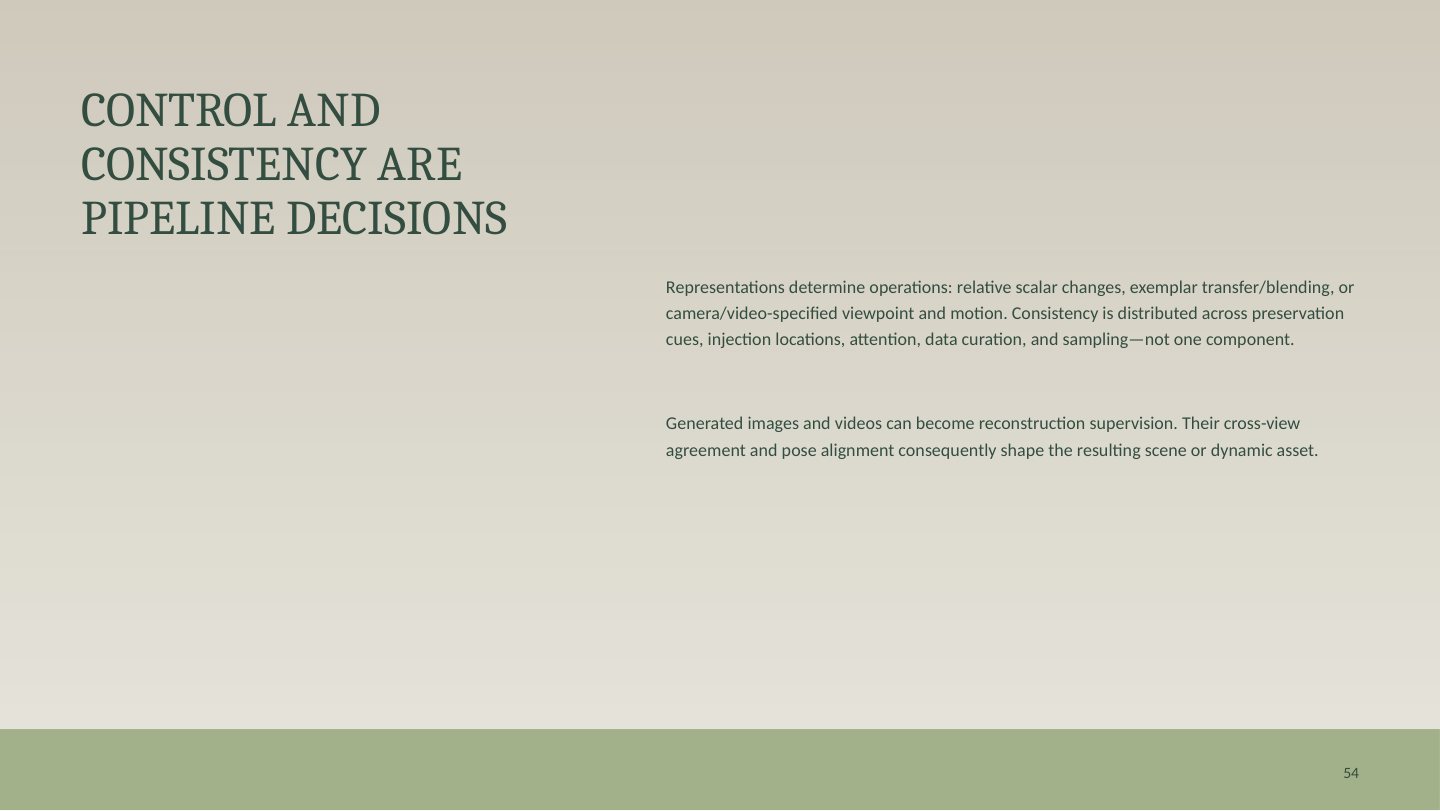 CONTROL AND
CONSISTENCY ARE
PIPELINE DECISIONS
Representations determine operations: relative scalar changes, exemplar transfer/blending, or
camera/video-specified viewpoint and motion. Consistency is distributed across preservation
cues, injection locations, attention, data curation, and sampling—not one component.
Generated images and videos can become reconstruction supervision. Their cross-view
agreement and pose alignment consequently shape the resulting scene or dynamic asset.
54